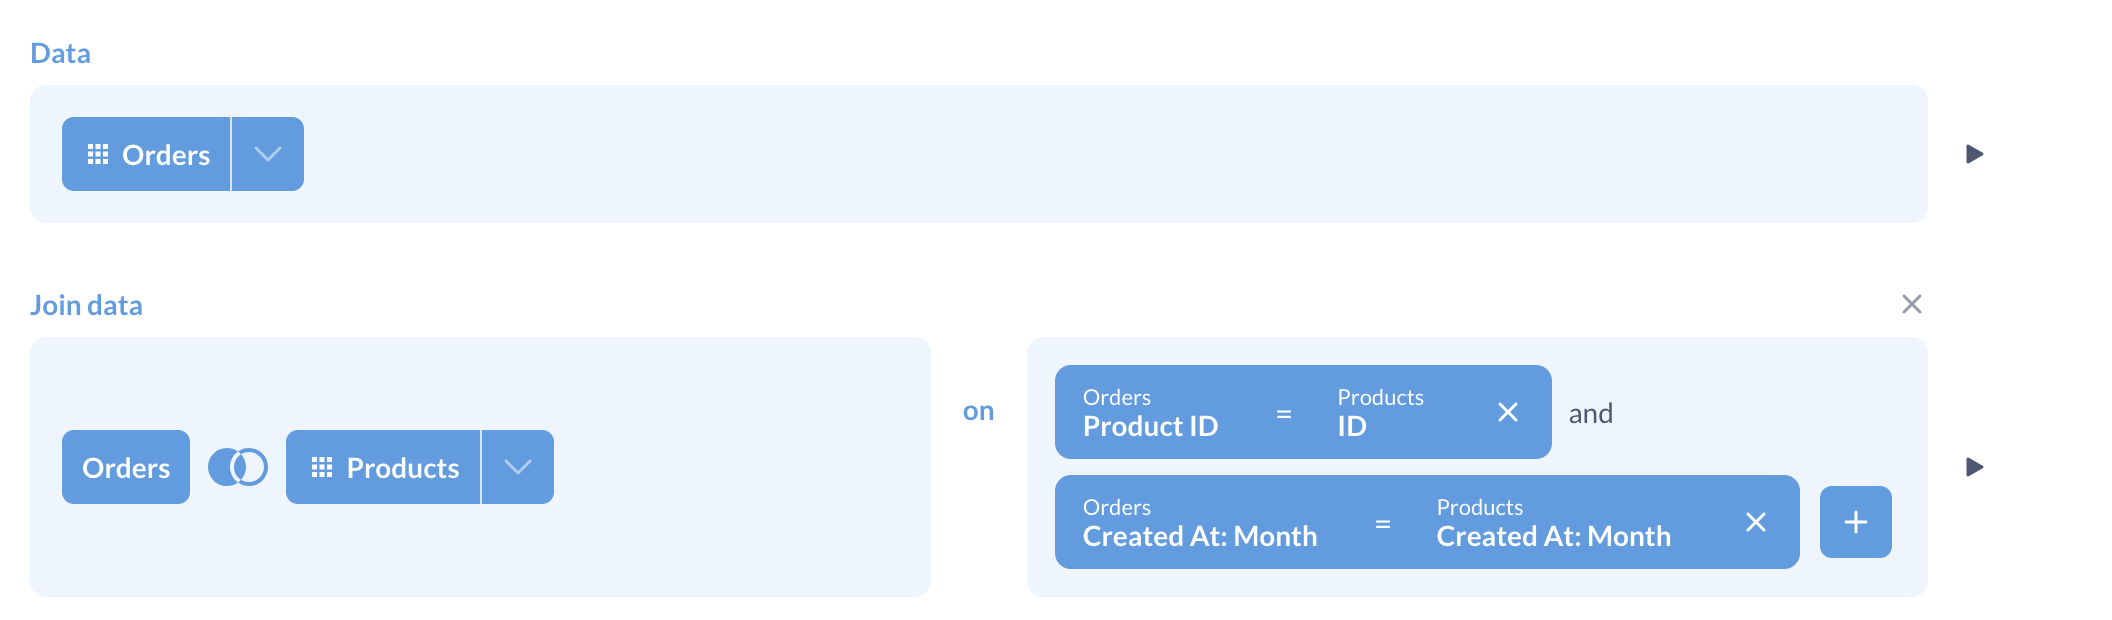 Data
Orders
Join data
Orders
Products
on
Orders
Product ID
=
Products
ID
and
Orders
Created At: Month
=
Products
Created At: Month